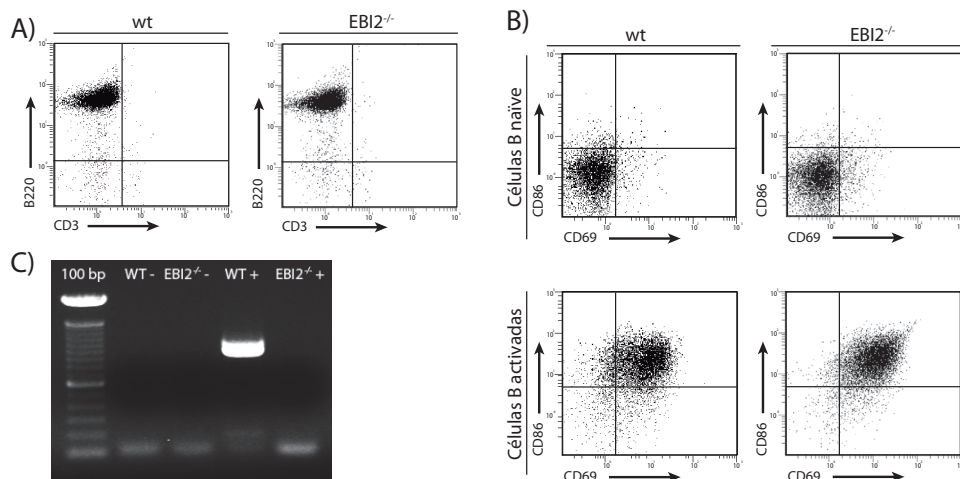 A)
wt
EBI2-/-
B220
CD3
B220
CD3
B)
wt
EBI2-/-
Células B naïve
CD86
CD69
CD86
CD69
Células B activadas
CD86
CD69
CD86
CD69
C)
100 bp
WT -
EBI2-/- -
WT +
EBI2-/- +